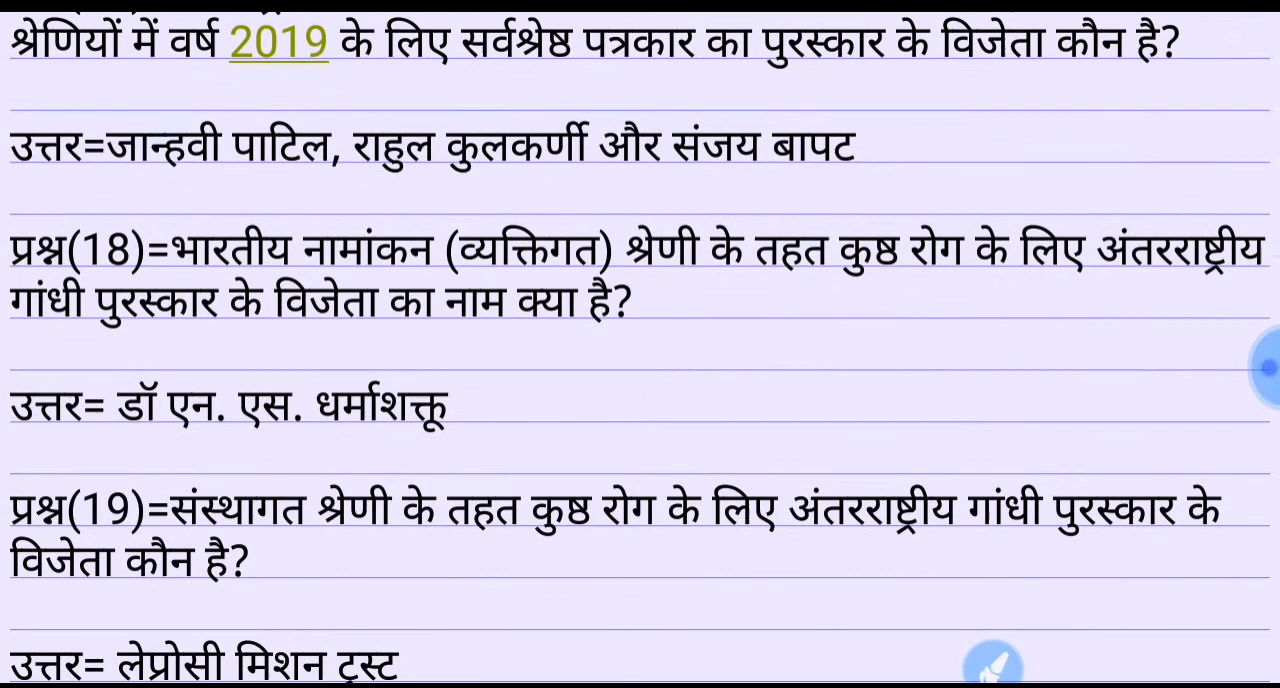 श्रेणियों में वर्ष 2019 के लिए सर्वश्रेष्ठ पत्रकार का पुरस्कार के विजेता कौन है?
उत्तर=जान्हवी पाटिल, राहुल कुलकर्णी और संजय बापट
प्रश्न(18)=भारतीय नामांकन (व्यक्तिगत) श्रेणी के तहत कुष्ठ रोग के लिए अंतरराष्ट्रीय
गांधी पुरस्कार के विजेता का नाम क्या है?
उत्तर= डॉ एन. एस. धर्माशक्तू
प्रश्न(19)=संस्थागत श्रेणी के तहत कुष्ठ रोग के लिए अंतरराष्ट्रीय गांधी पुरस्कार के
विजेता कौन है?
उत्तर= लेप्रोसी मिशन ट्रस्ट